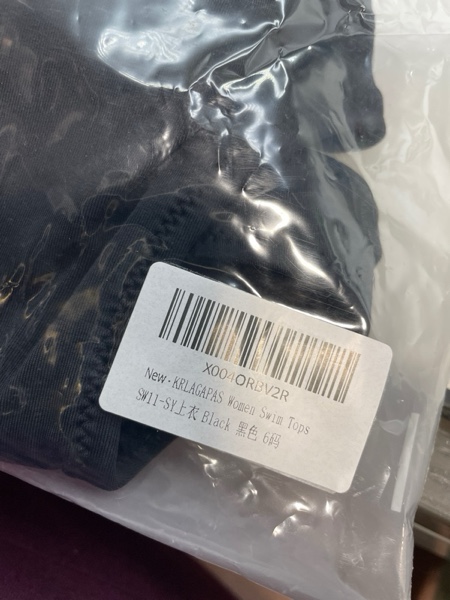 X004ORBV2R
New-KRLAGAPAS Women Swim Tops
SW11-SY上衣 Black 黑色 6码